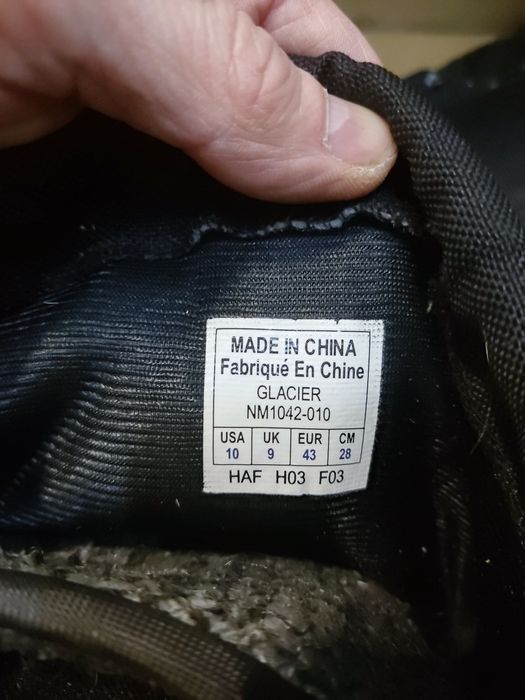 MADE IN CHINA
Fabriqué En Chine
GLACIER
NM1042-010
USA UK EUR CM
10 9 43 28
HAF H03 F03